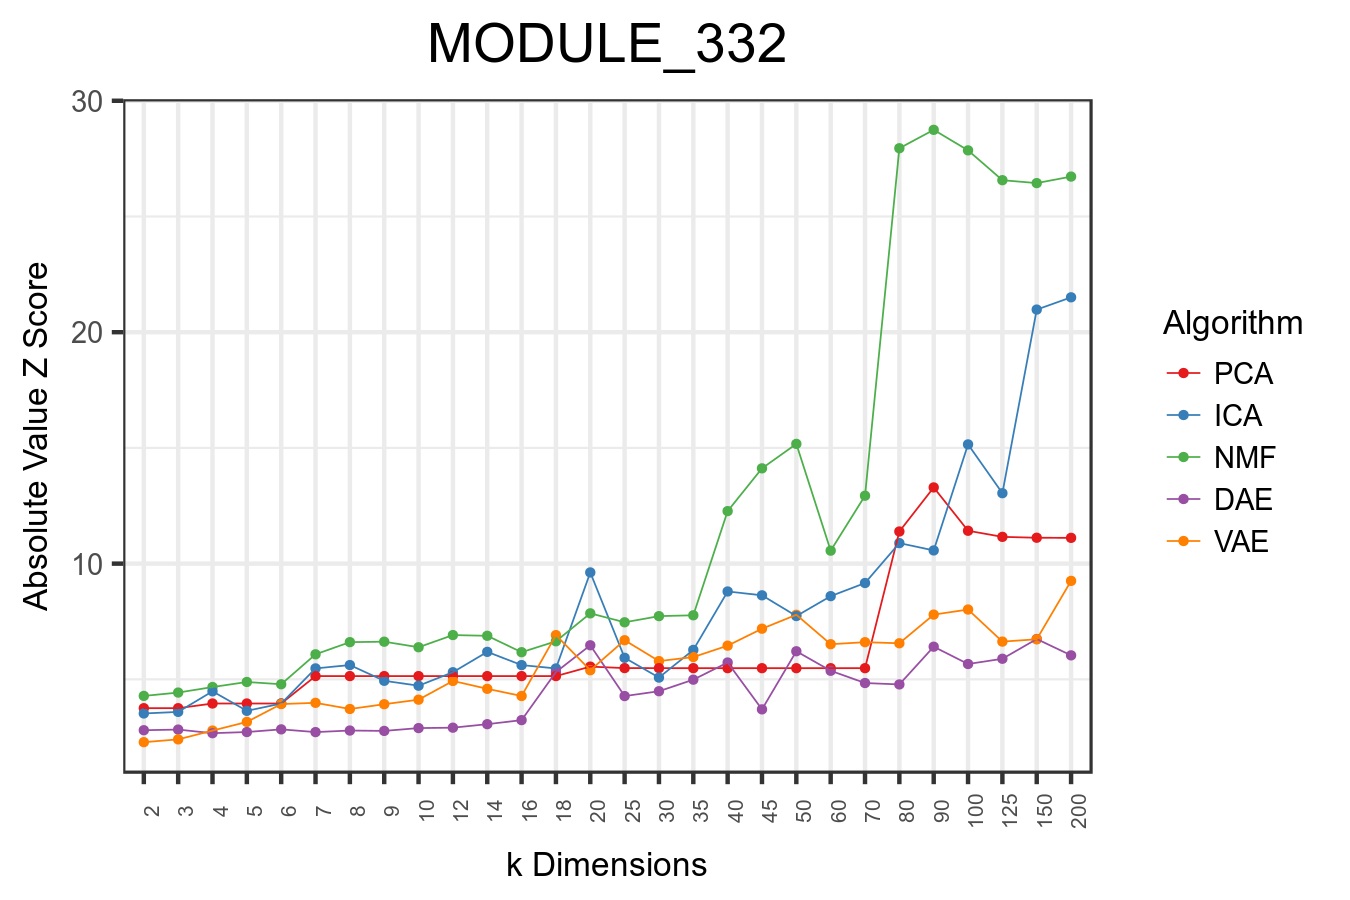 MODULE_332
30
20
10
Absolute Value Z Score
2 3 4 5 6 7 8 9 10 12 14 16 18 20 25 30 35 40 45 50 60 70 80 90 100 125 150 200
k Dimensions
Algorithm
PCA
ICA
NMF
DAE
VAE